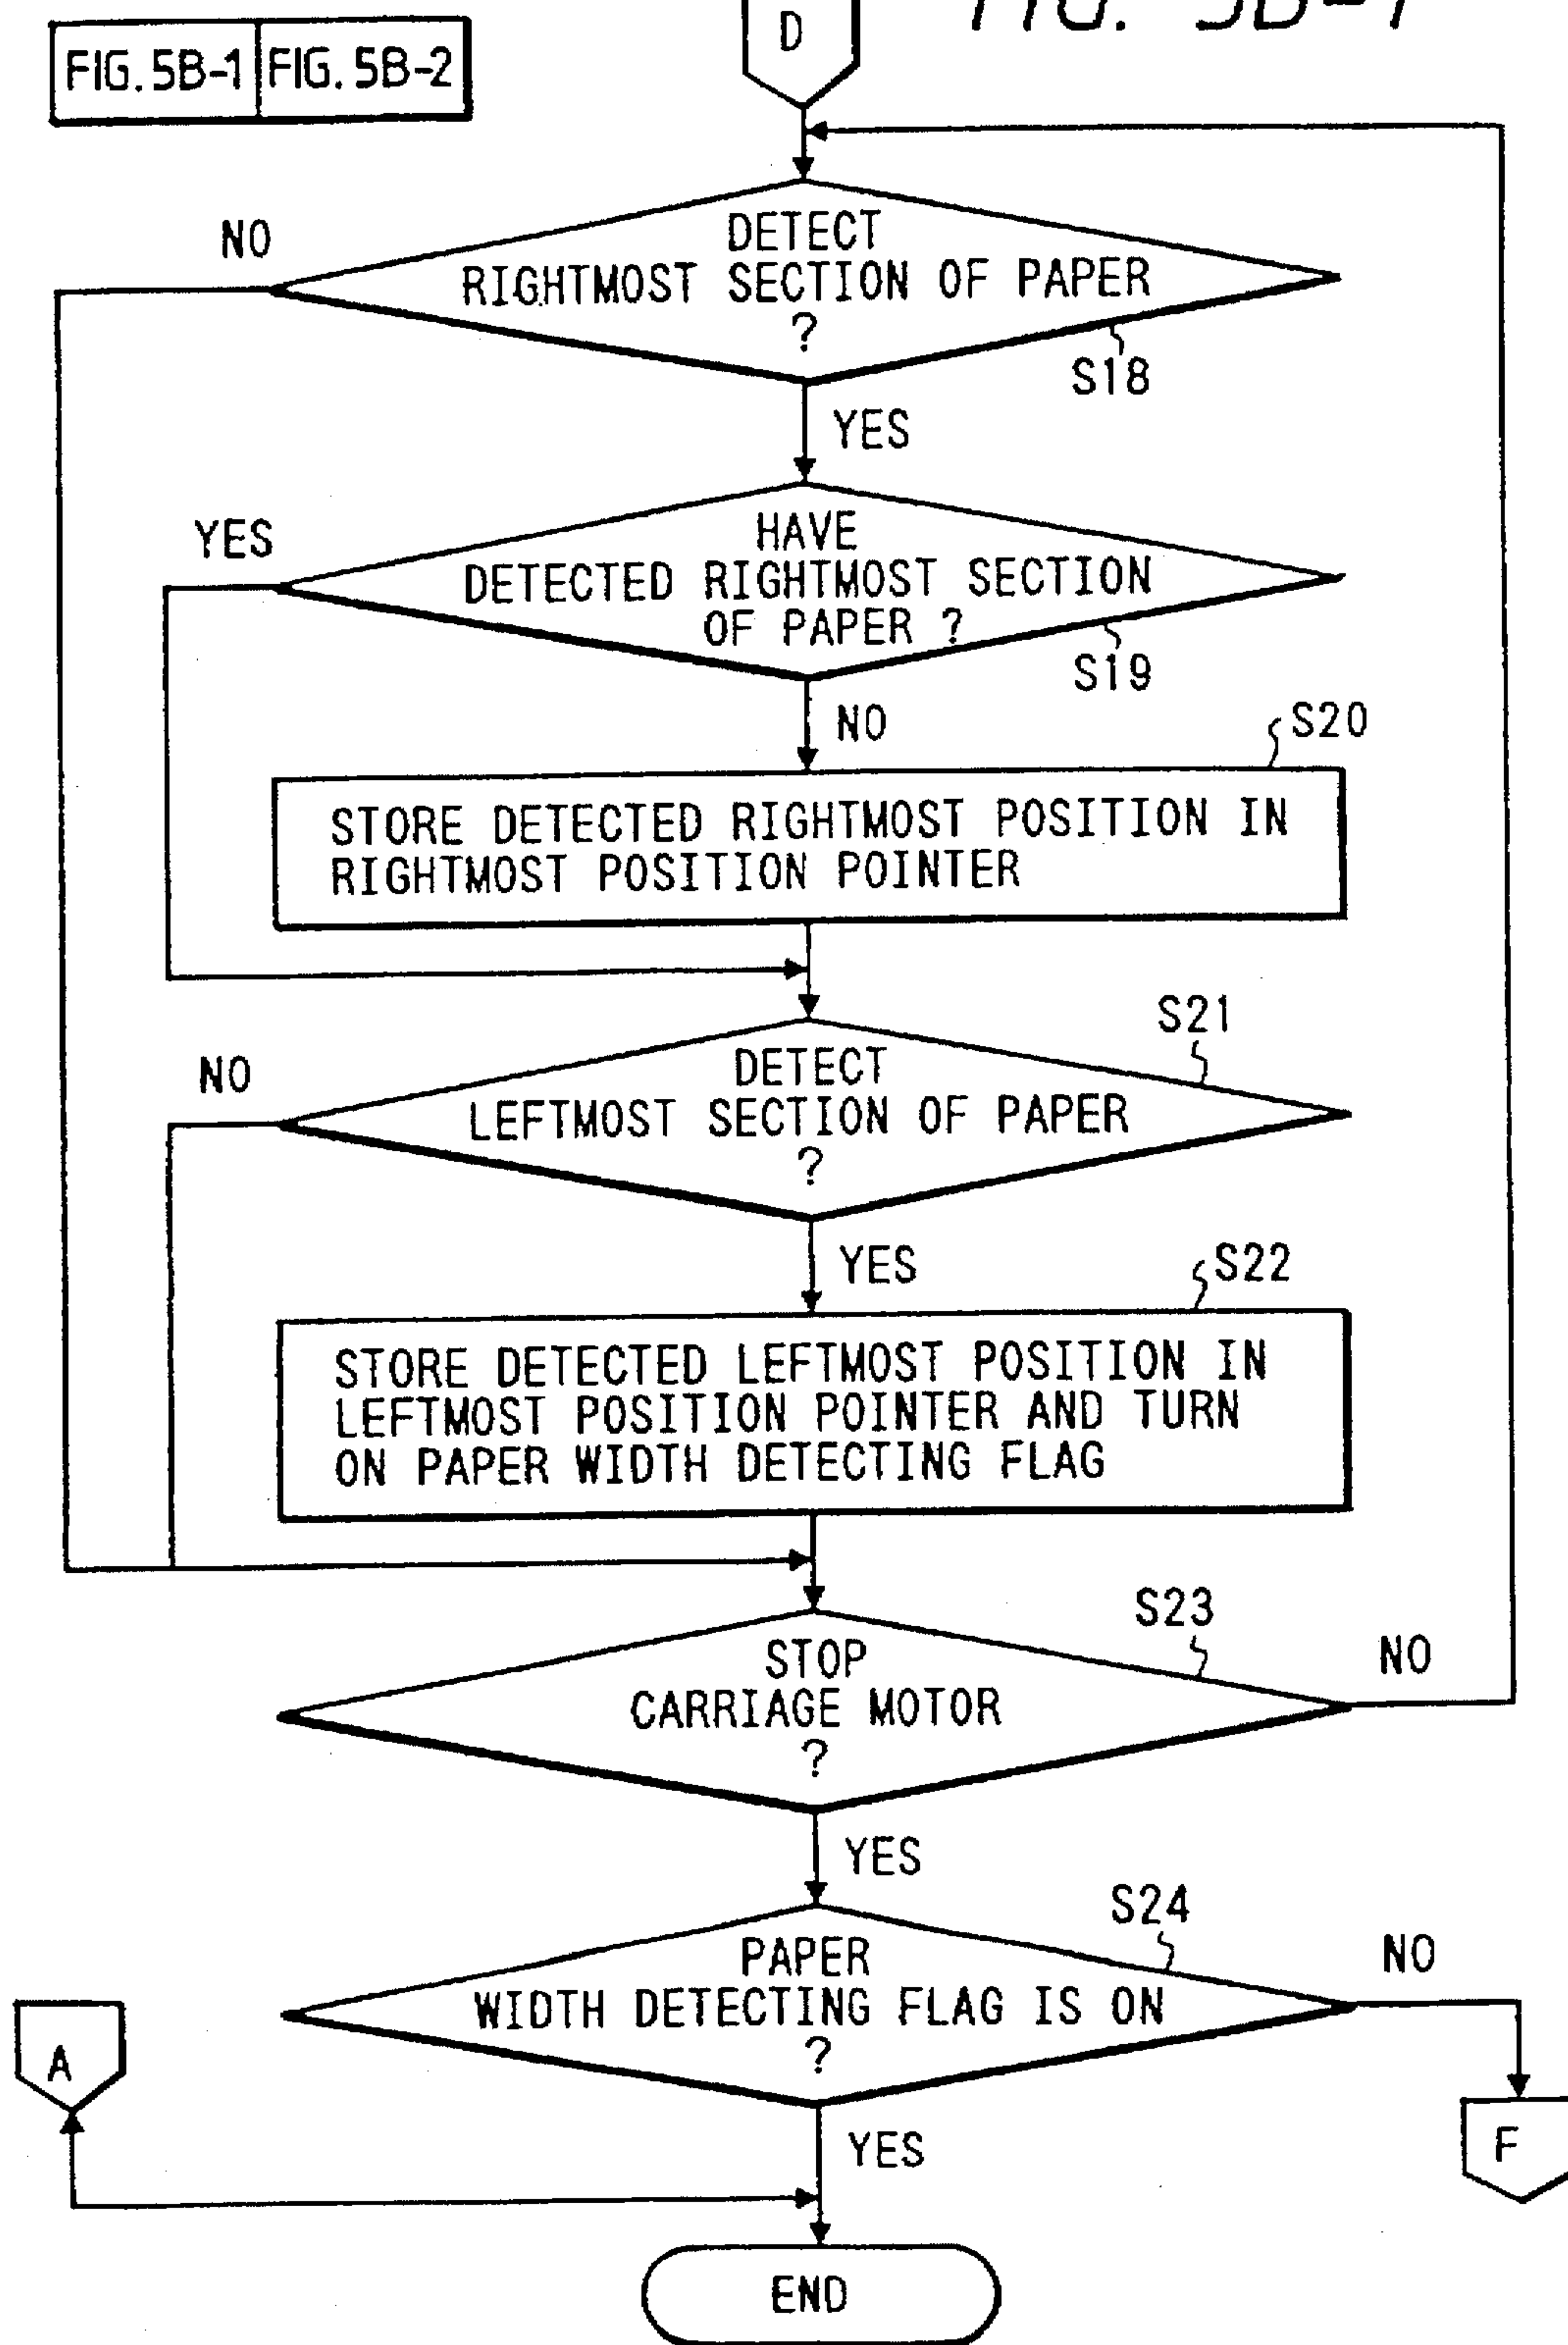 FIG. 5B-1
FIG. 5B-1 FIG. 5B-2
D
DETECT
RIGHTMOST SECTION OF PAPER
?
NO
S18
YES
HAVE
DETECTED RIGHTMOST SECTION
OF PAPER ?
YES
S19
NO
S20
STORE DETECTED RIGHTMOST POSITION IN
RIGHTMOST POSITION POINTER
S21
DETECT
LEFTMOST SECTION OF PAPER
?
NO
YES
S22
STORE DETECTED LEFTMOST POSITION IN
LEFTMOST POSITION POINTER AND TURN
ON PAPER WIDTH DETECTING FLAG
S23
STOP
CARRIAGE MOTOR
?
NO
YES
S24
PAPER
WIDTH DETECTING FLAG IS ON
?
NO
A
F
YES
END